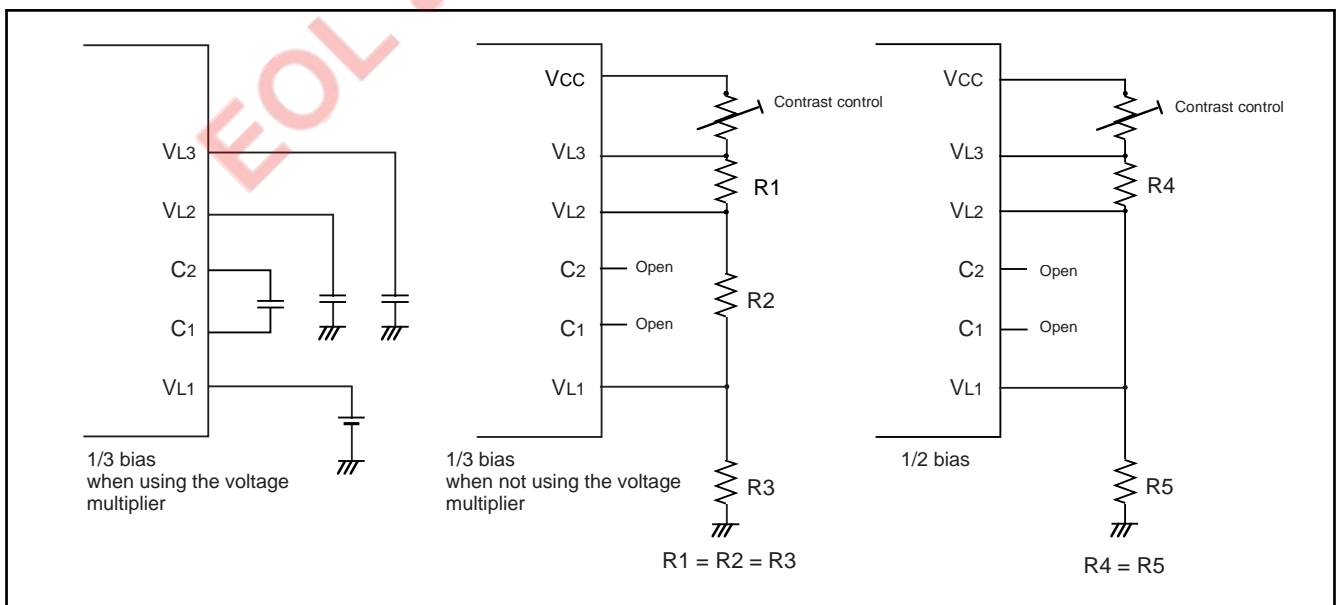 EOL
VL3
VL2
C2
C1
VL1
1/3 bias
when using the voltage
multiplier
VCC
Contrast control
VL3
R1
VL2
C2
Open
R2
C1
Open
VL1
1/3 bias
when not using the voltage
multiplier
R3
R1 = R2 = R3
VCC
Contrast control
VL3
R4
VL2
C2
Open
C1
Open
VL1
1/2 bias
R5
R4 = R5